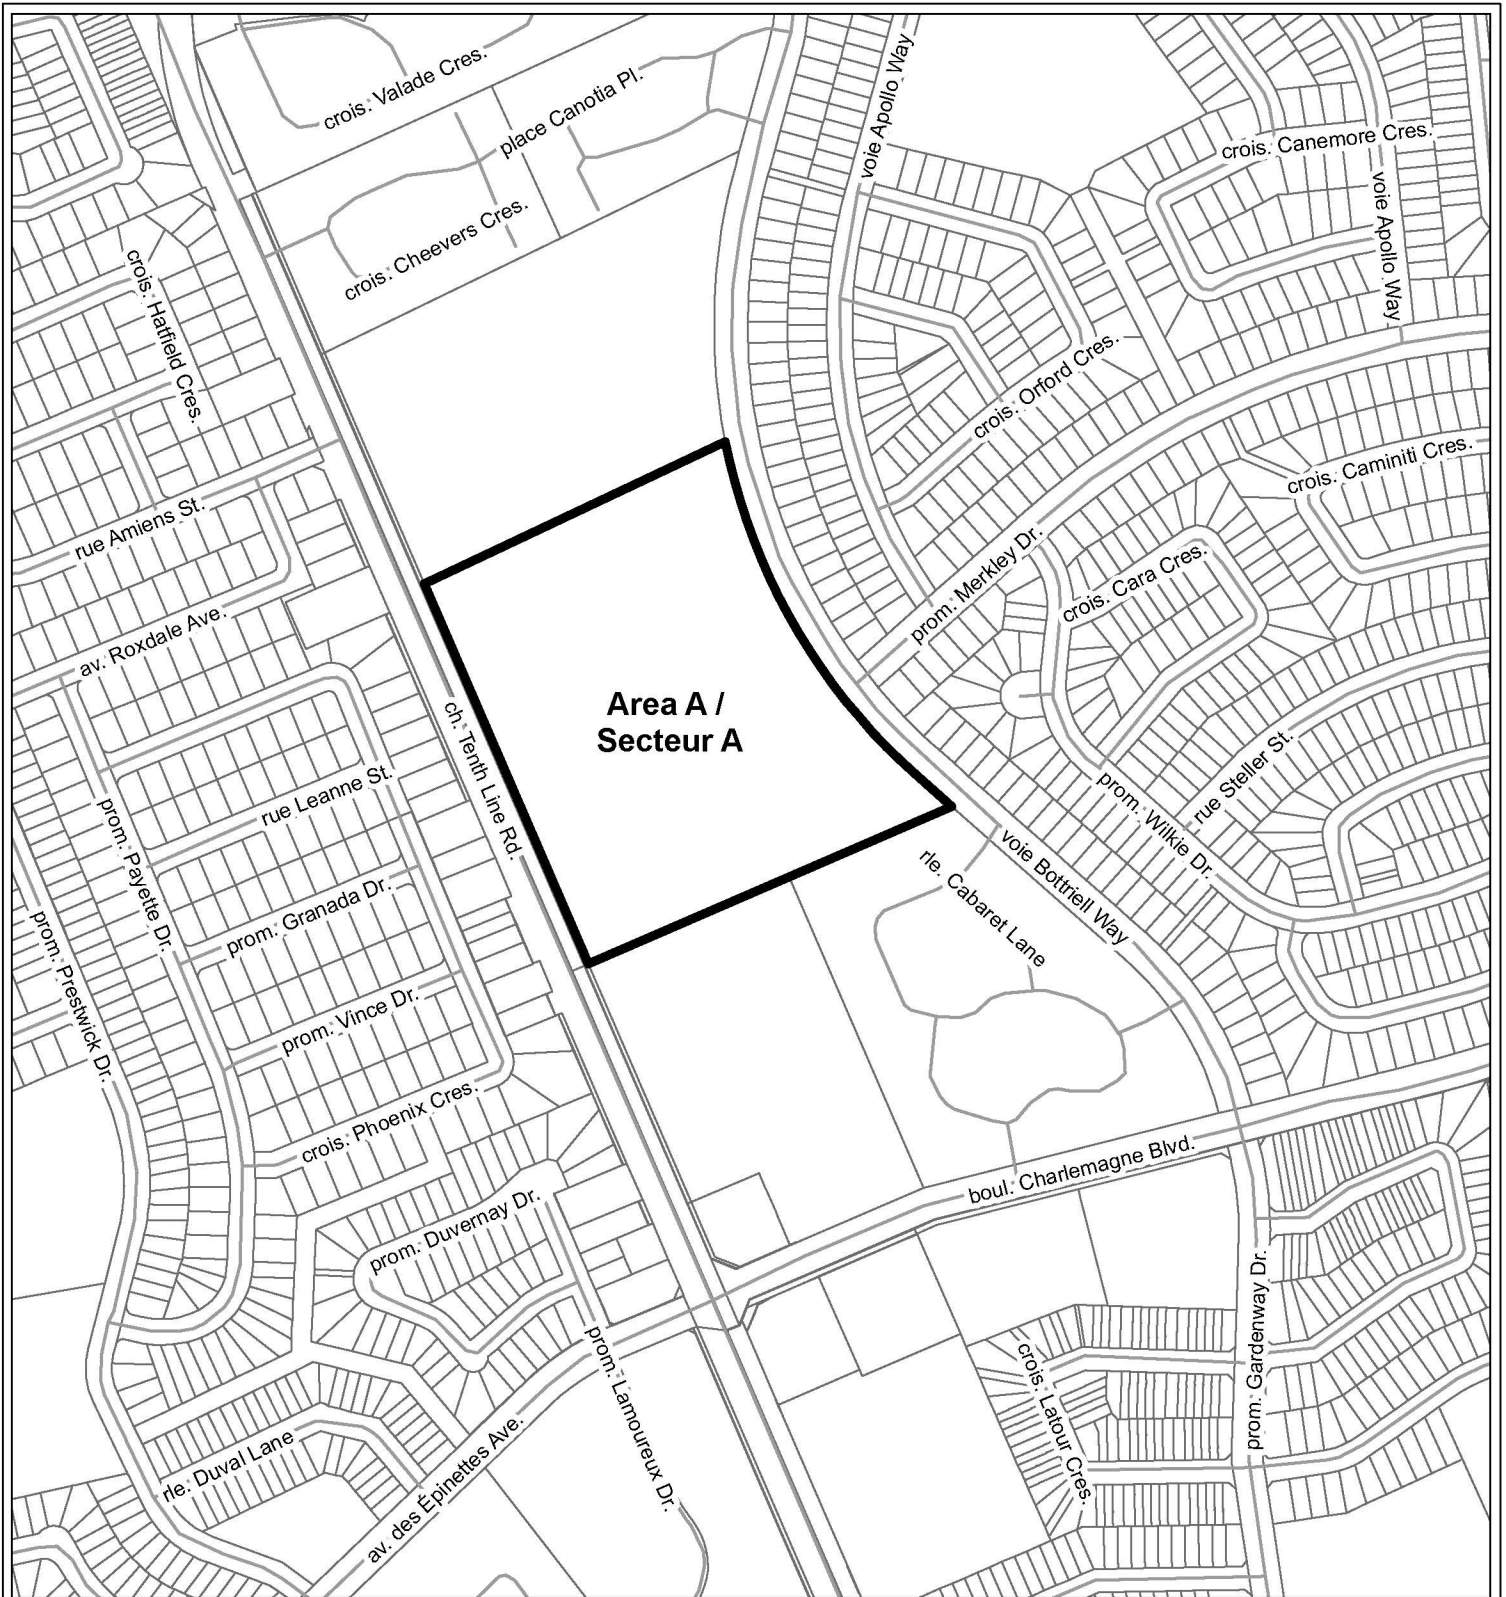 crois. Valade Cres.
place Canotia Pl.
voie Apollo Way
crois. Canemore Cres.
voie Apollo Way
crois. Cheevers Cres.
crois. Hatfield Cres.
crois. Orford Cres.
crois. Caminiti Cres.
rue Amiens St.
prom. Merkley Dr.
crois. Cara Cres.
av. Roxdale Ave.
Area A /
Secteur A
ch. Tenth Line Rd.
rue Leanne St.
rue Steller St.
prom. Wilkie Dr.
prom. Payette Dr.
voie Bottriell Way
rle. Cabaret Lane
prom. Granada Dr.
prom. Prestwick Dr.
prom. Vince Dr.
crois. Phoenix Cres.
boul. Charlemagne Blvd.
prom. Duvernay Dr.
prom. Gardenway Dr.
prom. Lamoureux Dr.
crois. Latour Cres.
rle. Duval Lane
av. des Épinettes Ave.